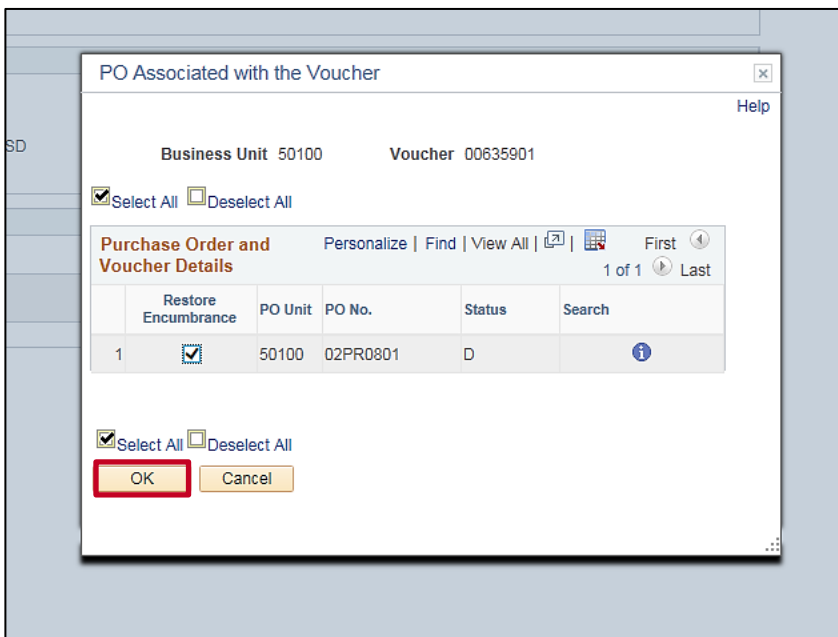 PO Associated with the Voucher
Help
SD
Business Unit 50100 Voucher 00635901
Select All Deselect All
Purchase Order and Voucher Details
Personalize | Find | View All | | First
1 of 1 Last
Restore Encumbrance PO Unit PO No. Status Search
1 50100 02PR0801 D
Select All Deselect All
OK Cancel